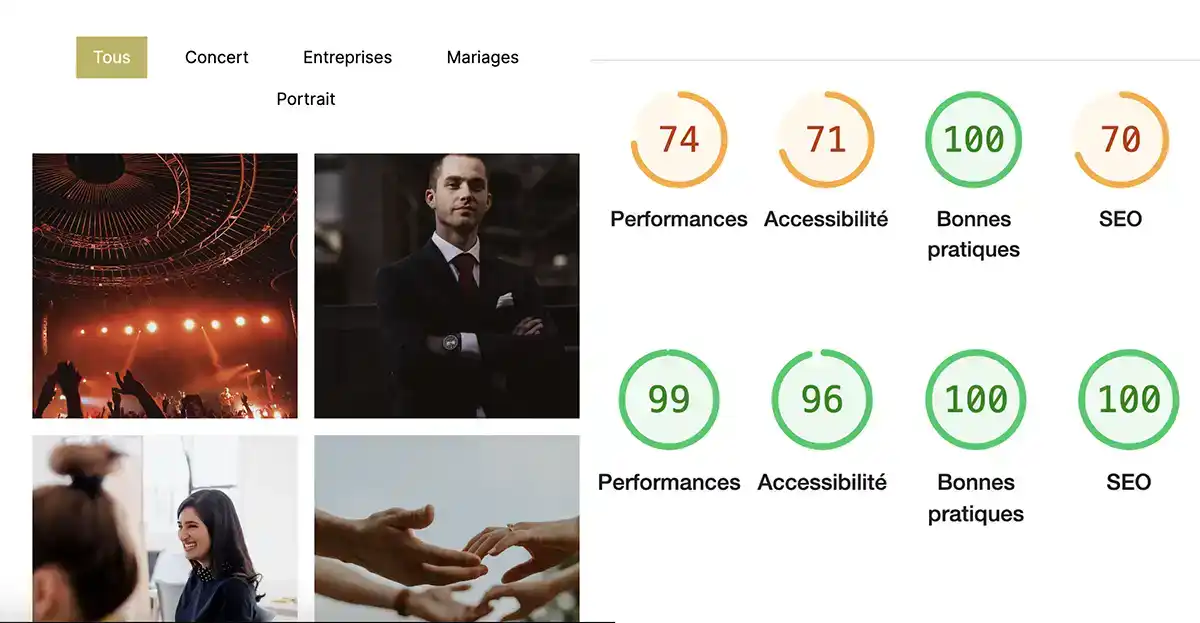 Tous Concert Entreprises Mariages
Portrait
74 71 100 70
Performances Accessibilité Bonnes pratiques SEO
99 96 100 100
Performances Accessibilité Bonnes pratiques SEO